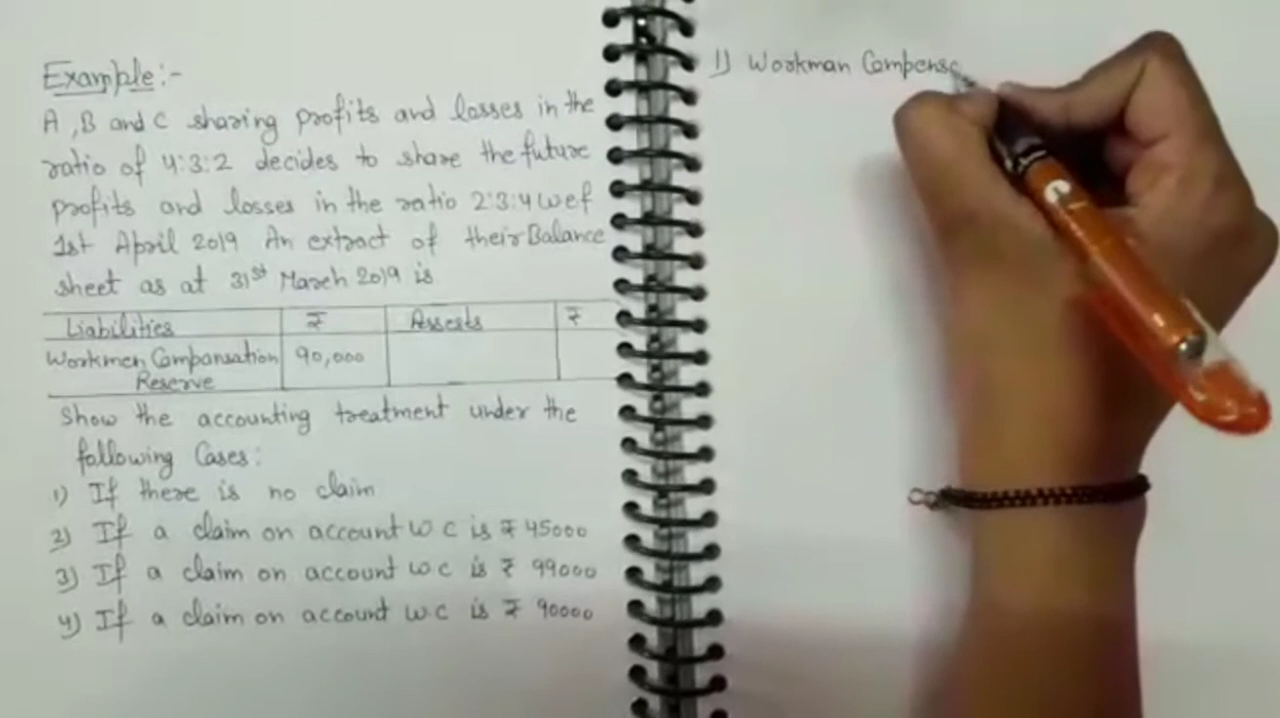 Example:-
A, B and C sharing profits and losses in the
ratio of 4:3:2 decides to share the future
profits and losses in the ratio 2:3:4 wef
1st April 2019 An extract of their Balance
sheet as at 31st March 2019 is
Liabilities ₹ Assests ₹
Workmen Compansation 90,000
Reserve
Show the accounting treatment under the
following Cases:
1) If there is no claim
2) If a claim on account W C is ₹ 45000
3) If a claim on account W C is ₹ 99000
4) If a claim on account W.C is ₹ 90000
1) Workman Compensa